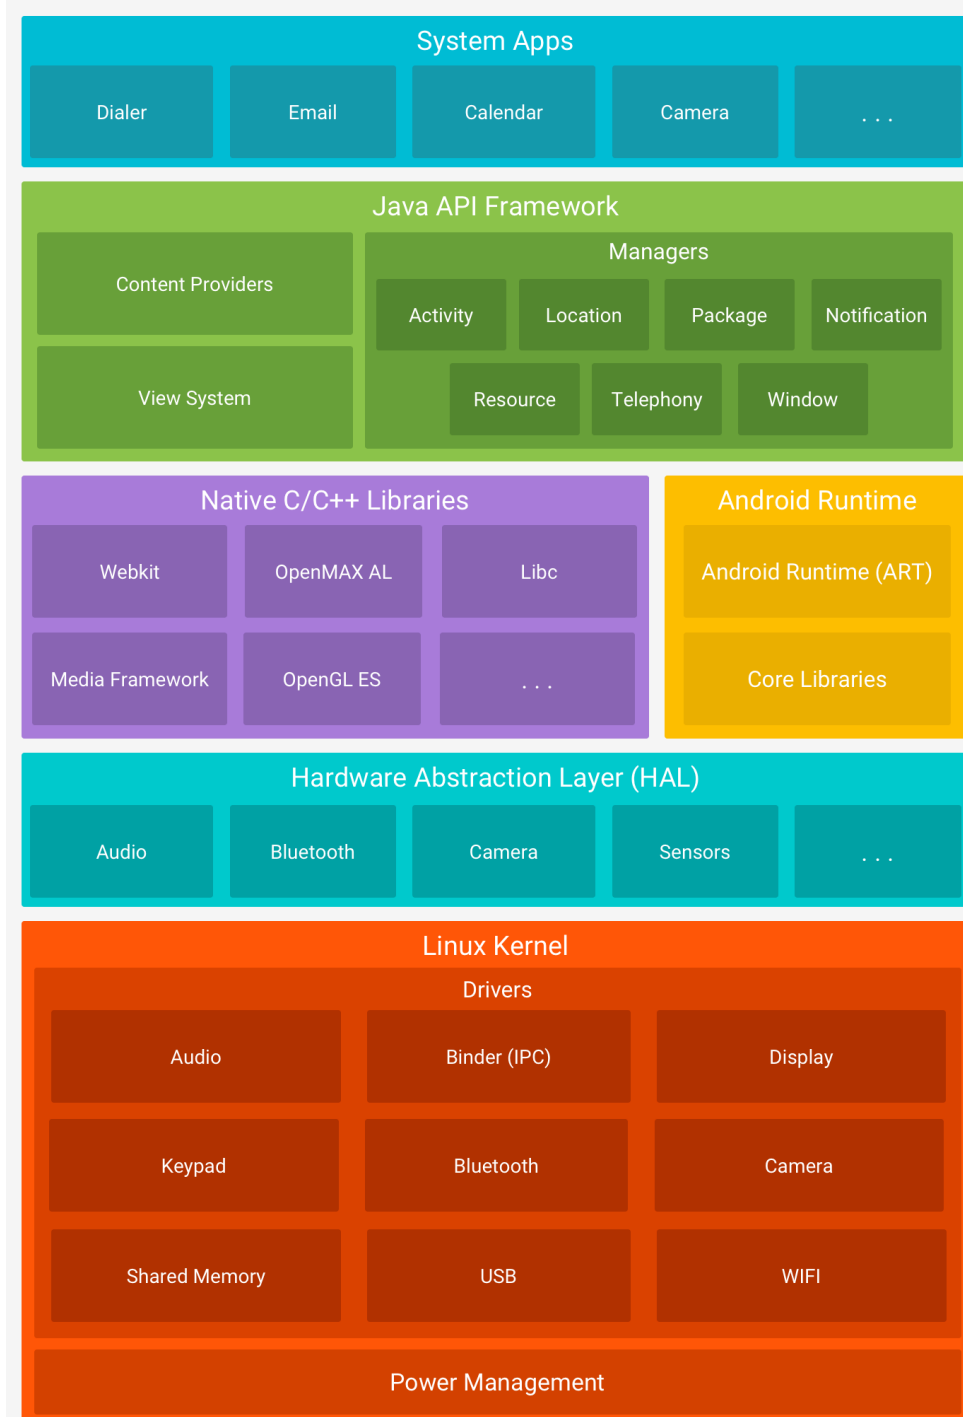 System Apps
Dialer
Email
Calendar
Camera
. . .
Java API Framework
Content Providers
View System
Managers
Activity
Location
Package
Notification
Resource
Telephony
Window
Native C/C++ Libraries
Webkit
OpenMAX AL
Libc
Media Framework
OpenGL ES
. . .
Android Runtime
Android Runtime (ART)
Core Libraries
Hardware Abstraction Layer (HAL)
Audio
Bluetooth
Camera
Sensors
. . .
Linux Kernel
Drivers
Audio
Binder (IPC)
Display
Keypad
Bluetooth
Camera
Shared Memory
USB
WIFI
Power Management